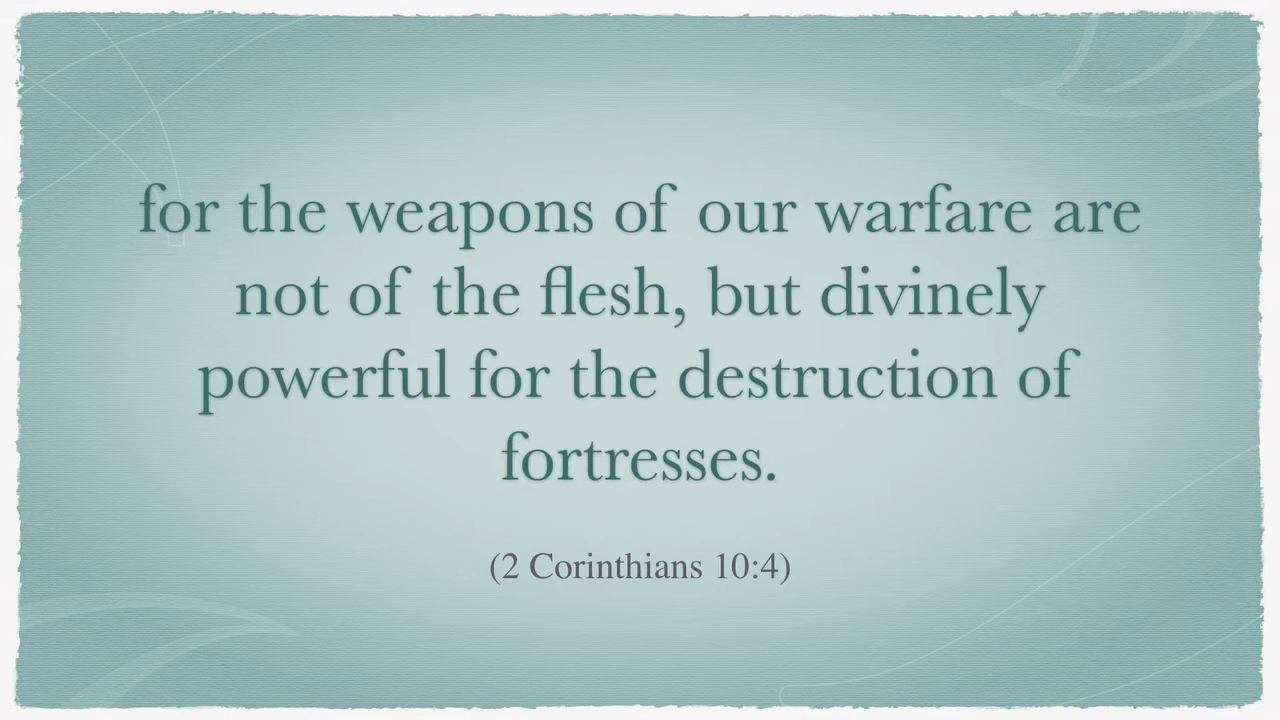 for the weapons of our warfare are
not of the flesh, but divinely
powerful for the destruction of
fortresses.
(2 Corinthians 10:4)